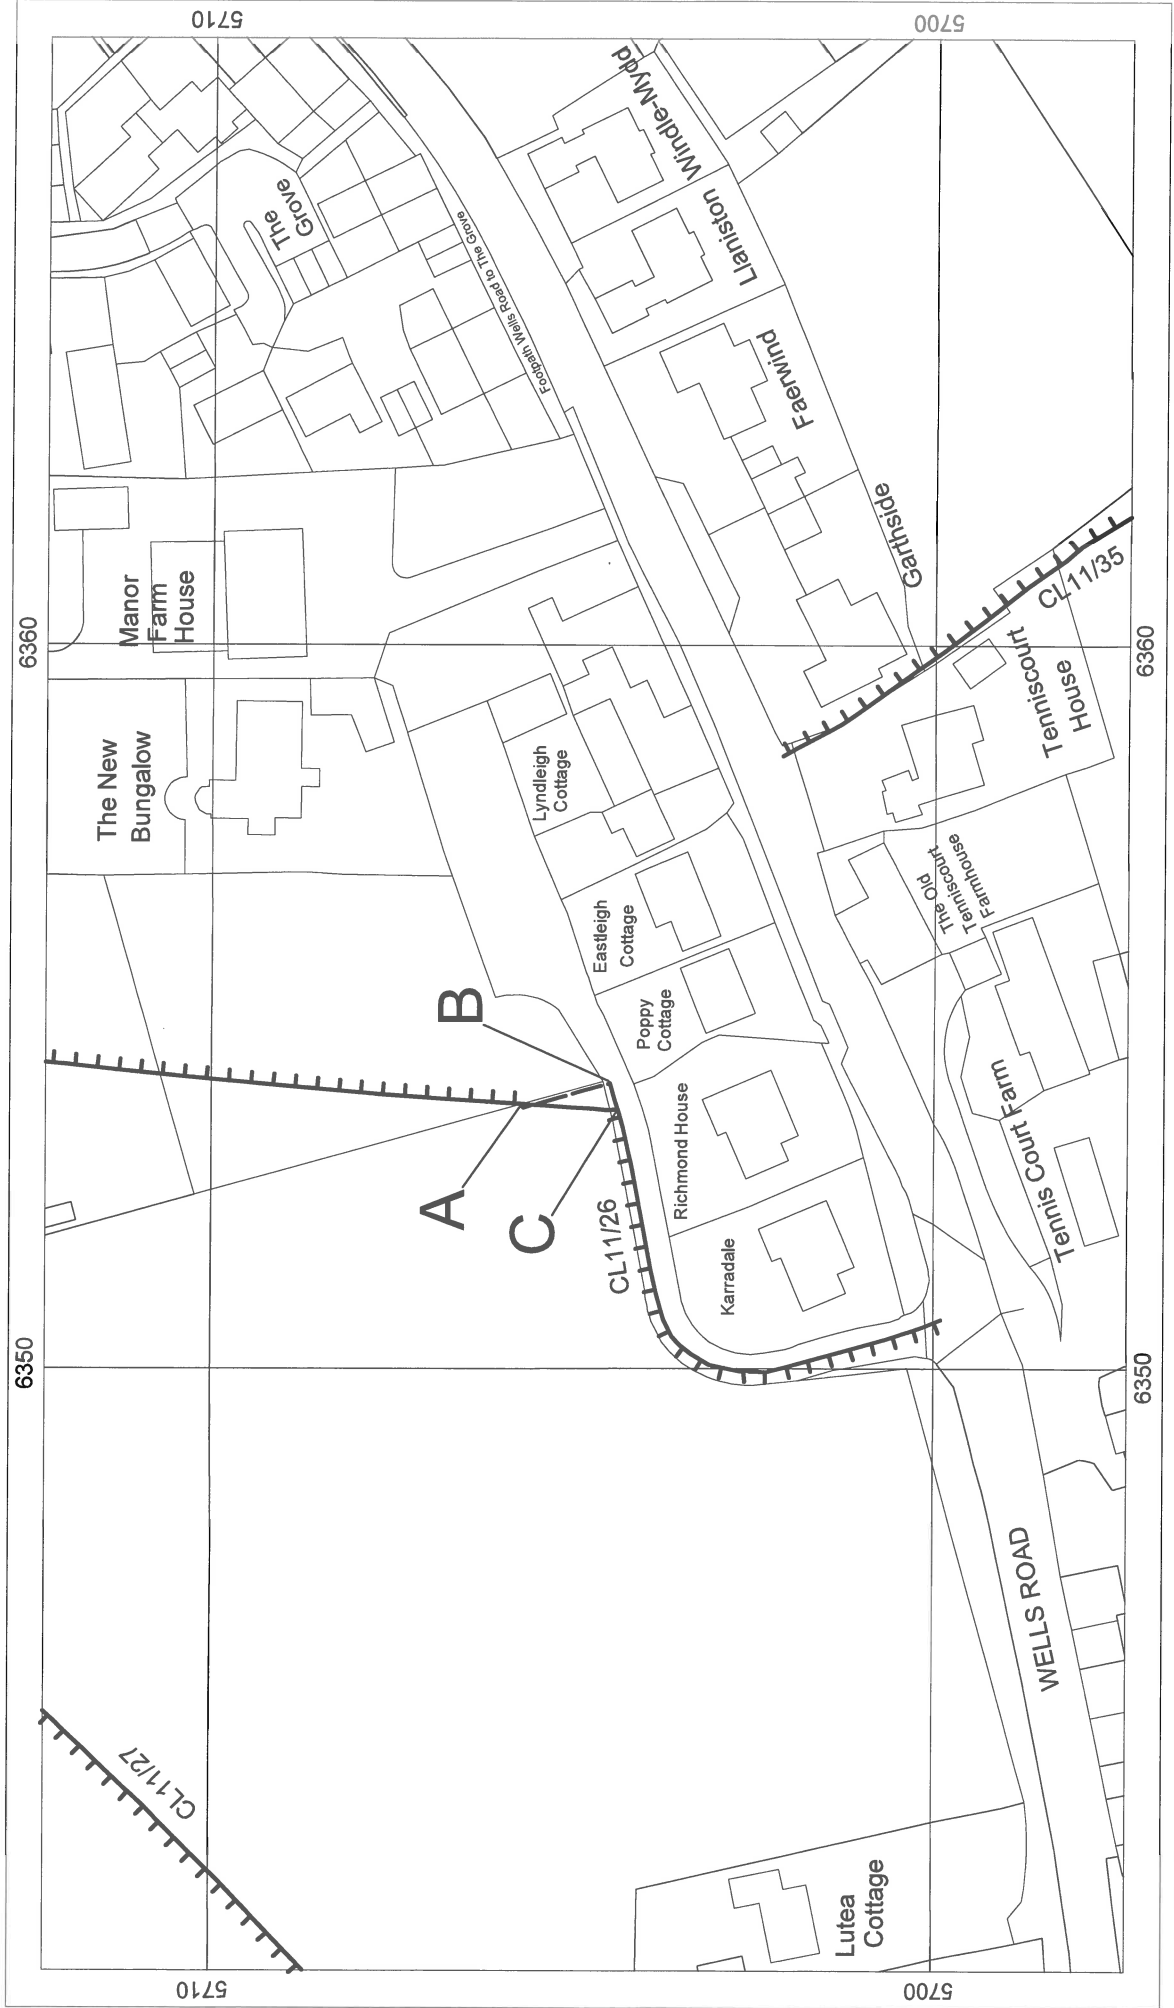 6350
6360
5710
5710
CL11/27
The New
Bungalow
Manor
Farm
House
The
Grove
A
B
C
CL11/26
Footpath Wells Road to The Grove
Lyndleigh
Cottage
Eastleigh
Cottage
Poppy
Cottage
Richmond House
Karradale
Windle-Mydd
Llaniston
Faerwind
Garthside
CL11/35
Tenniscourt
House
The Old
Tenniscourt
Farmhouse
Tennis Court Farm
WELLS ROAD
Lutea
Cottage
5700
5700
6350
6360